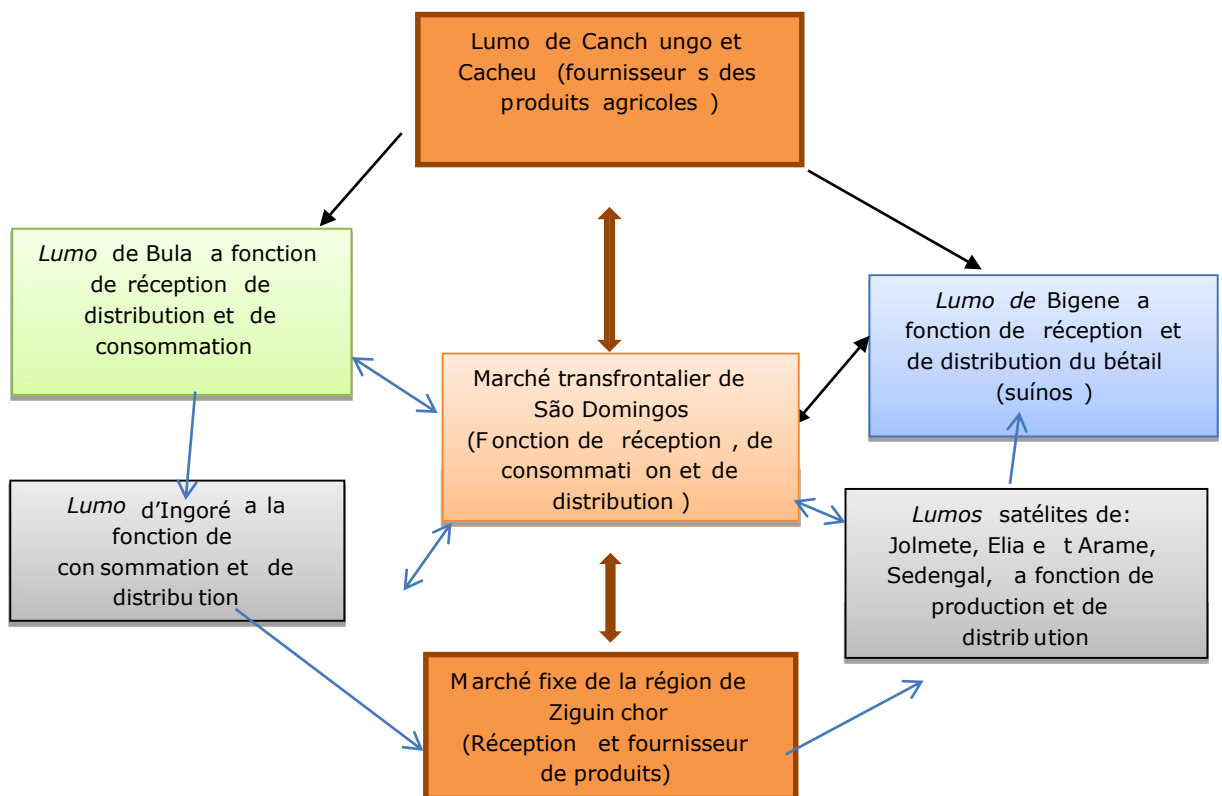 Lumo de Canch ungo et
Cacheu (fournisseur s des
produits agricoles )
Lumo de Bula a fonction
de réception de
distribution et de
consommation
Lumo de Bigene a
fonction de réception et
de distribution du bétail
(suínos )
Marché transfrontalier de
São Domingos
(F onction de réception , de
consommati on et de
distribution )
Lumo d’Ingoré a la
fonction de
con sommation et de
distribu tion
Lumos satélites de:
Jolmete, Elia e t Arame,
Sedengal, a fonction de
production et de
distrib ution
M arché fixe de la région de
Ziguin chor
(Réception et fournisseur
de produits)